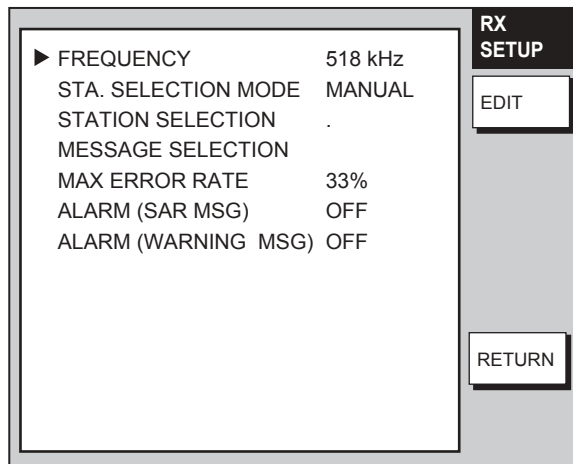 FREQUENCY 518 kHz
STA. SELECTION MODE MANUAL
STATION SELECTION .
MESSAGE SELECTION
MAX ERROR RATE 33%
ALARM (SAR MSG) OFF
ALARM (WARNING MSG) OFF
RX
SETUP
EDIT
RETURN